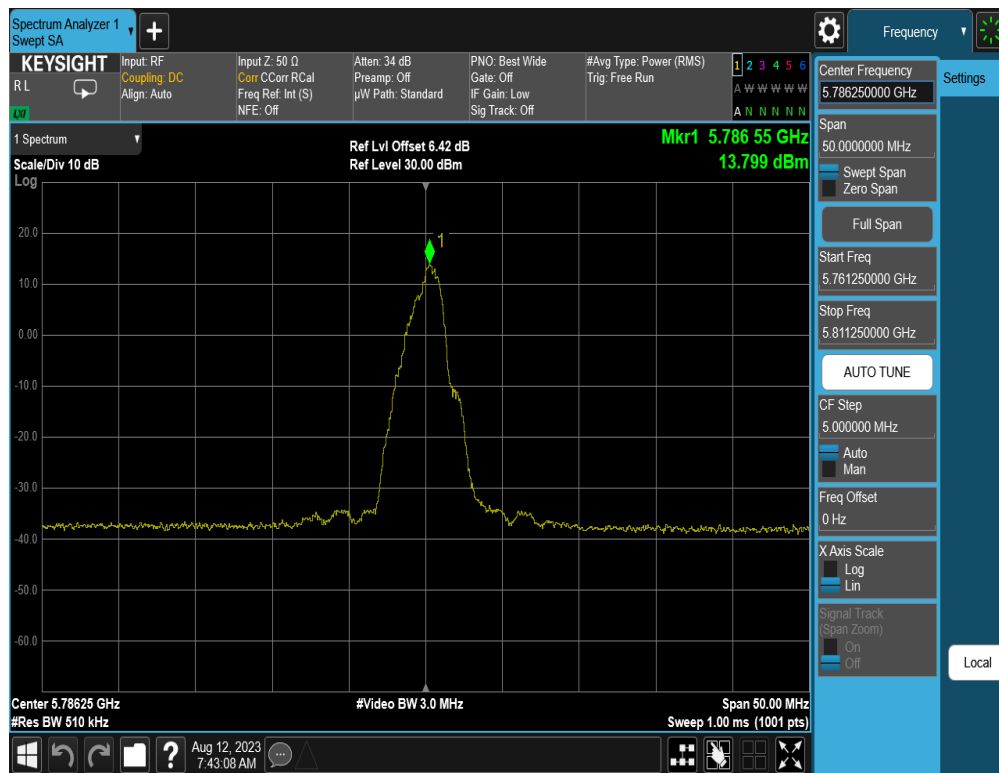 Spectrum Analyzer 1
Swept SA
Frequency
KEYSIGHT
R L
LXI
Input: RF
Coupling: DC
Align: Auto
Input Z: 50 Ω
Corr CCorr RCal
Freq Ref: Int (S)
NFE: Off
Atten: 34 dB
Preamp: Off
µW Path: Standard
PNO: Best Wide
Gate: Off
IF Gain: Low
Sig Track: Off
#Avg Type: Power (RMS)
Trig: Free Run
1 2 3 4 5 6
A W W W W W
A N N N N N
1 Spectrum
Scale/Div 10 dB
Log
Ref Lvl Offset 6.42 dB
Ref Level 30.00 dBm
Mkr1 5.786 55 GHz
13.799 dBm
1
20.0
10.0
0.00
-10.0
-20.0
-30.0
-40.0
-50.0
-60.0
Center 5.78625 GHz
#Res BW 510 kHz
#Video BW 3.0 MHz
Span 50.00 MHz
Sweep 1.00 ms (1001 pts)
Center Frequency
5.786250000 GHz
Settings
Span
50.0000000 MHz
Swept Span
Zero Span
Full Span
Start Freq
5.761250000 GHz
Stop Freq
5.811250000 GHz
AUTO TUNE
CF Step
5.000000 MHz
Auto
Man
Freq Offset
0 Hz
X Axis Scale
Log
Lin
Signal Track
(Span Zoom)
On
Off
Local
?
Aug 12, 2023
7:43:08 AM